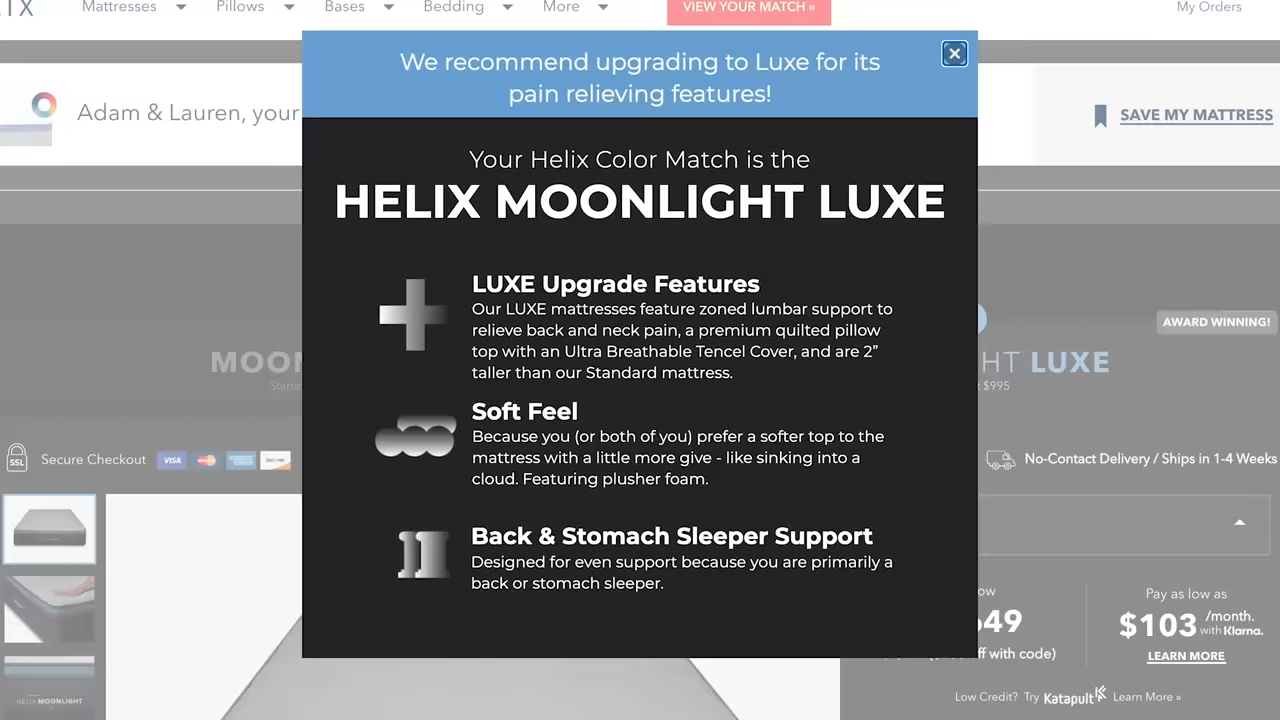 Mattresses Pillows Bases Bedding More VIEW YOUR MATCH » My Orders
We recommend upgrading to Luxe for its
pain relieving features!
Adam & Lauren, your
SAVE MY MATTRESS
Your Helix Color Match is the
HELIX MOONLIGHT LUXE
LUXE Upgrade Features
Our LUXE mattresses feature zoned lumbar support to
relieve back and neck pain, a premium quilted pillow
top with an Ultra Breathable Tencel Cover, and are 2”
taller than our Standard mattress.
AWARD WINNING!
MOON
HT LUXE
$995
Soft Feel
Because you (or both of you) prefer a softer top to the
mattress with a little more give - like sinking into a
cloud. Featuring plusher foam.
SSL Secure Checkout VISA
No-Contact Delivery / Ships in 1-4 Weeks
Back & Stomach Sleeper Support
Designed for even support because you are primarily a
back or stomach sleeper.
ow
649
ff with code)
Pay as low as
$103 /month.
with Klarna.
LEARN MORE
HELIX MOONLIGHT
Low Credit? Try Katapult Learn More »